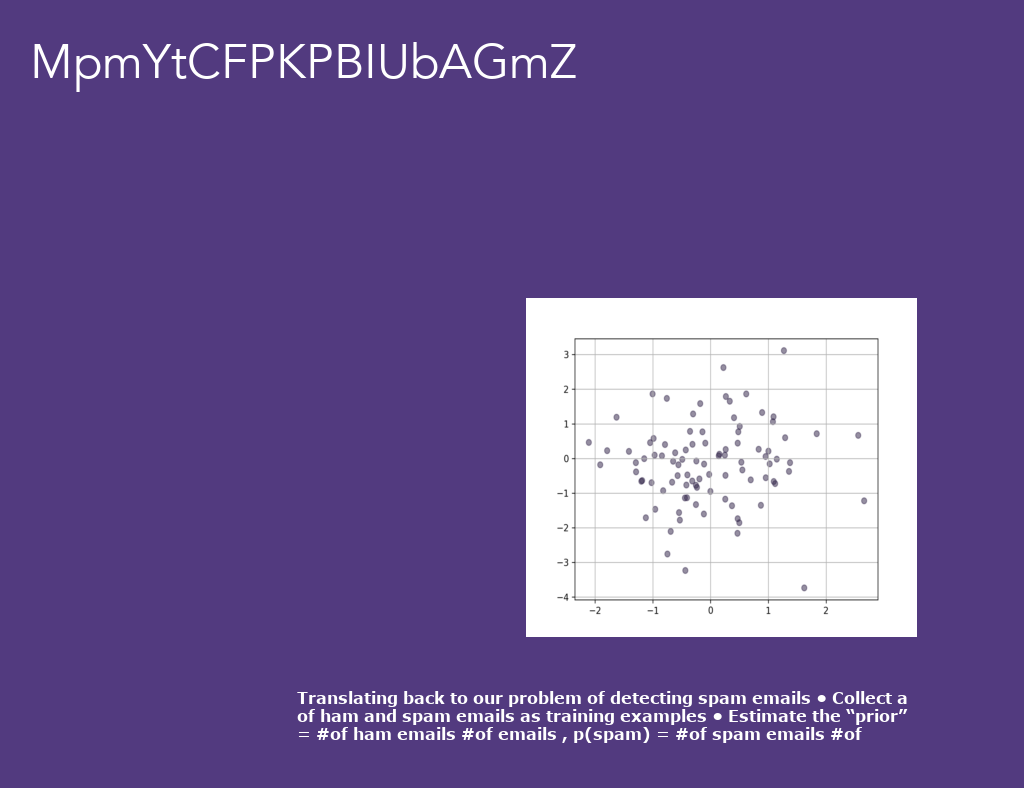 MpmYtCFPKPBIUbAGmZ
3
2
1
0
−1
−2
−3
−4
−2 −1 0 1 2
Translating back to our problem of detecting spam emails • Collect a
of ham and spam emails as training examples • Estimate the “prior”
= #of ham emails #of emails , p(spam) = #of spam emails #of